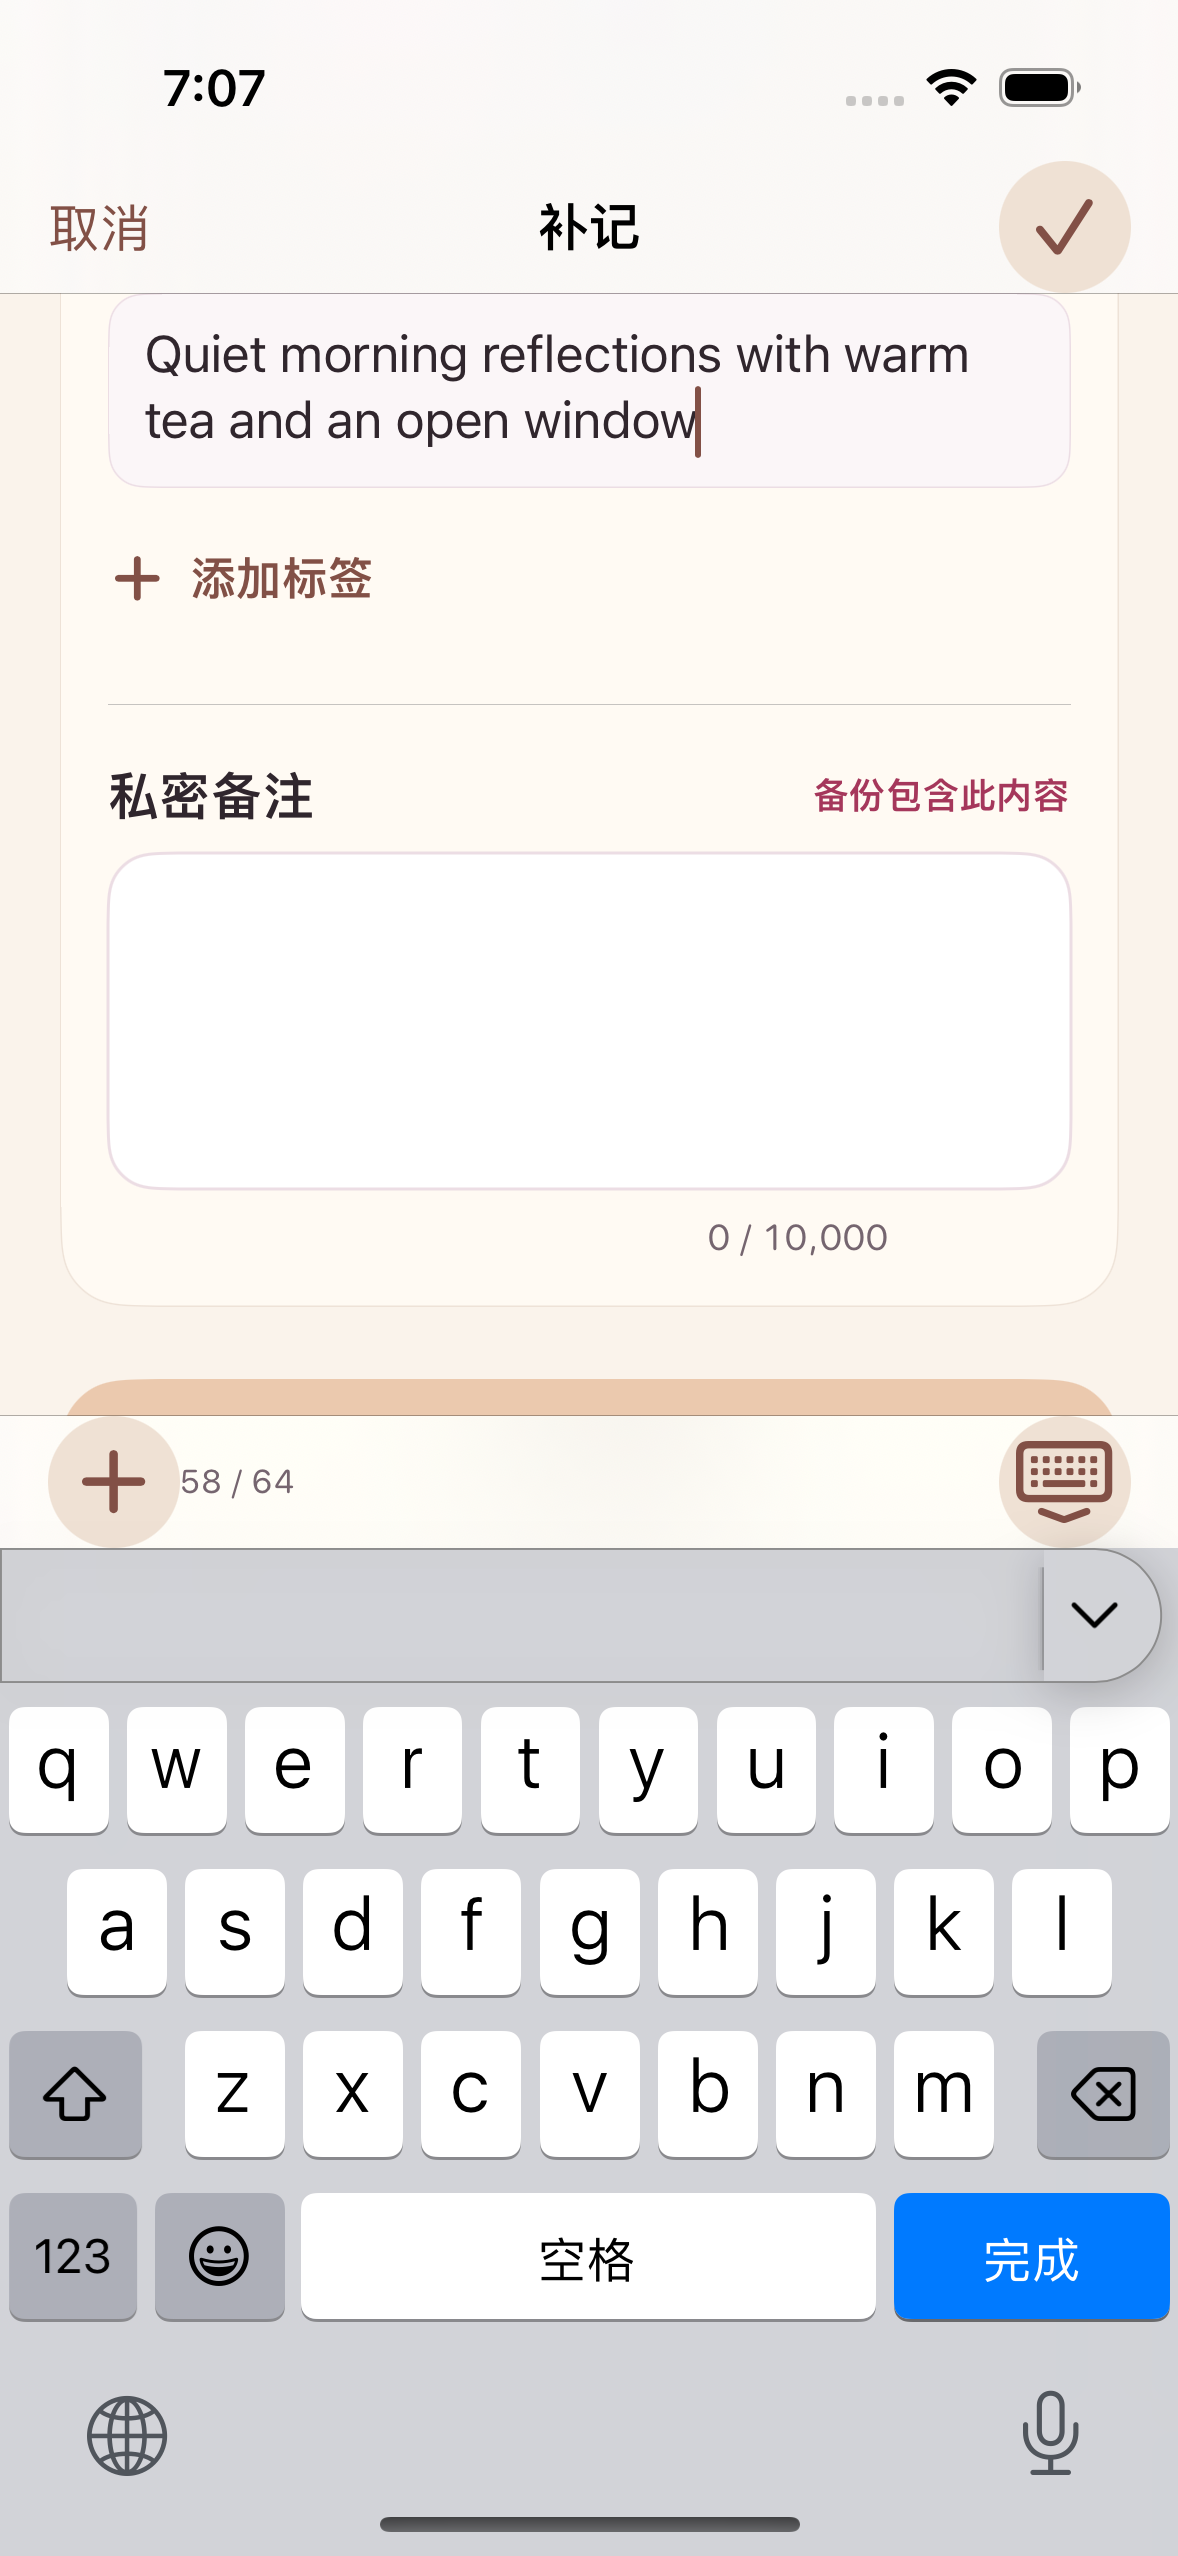 7:07
取消
补记
Quiet morning reflections with warm
tea and an open window
添加标签
私密备注
备份包含此内容
0 / 10,000
58 / 64
q w e r t y u i o p
a s d f g h j k l
z x c v b n m
123
空格
完成